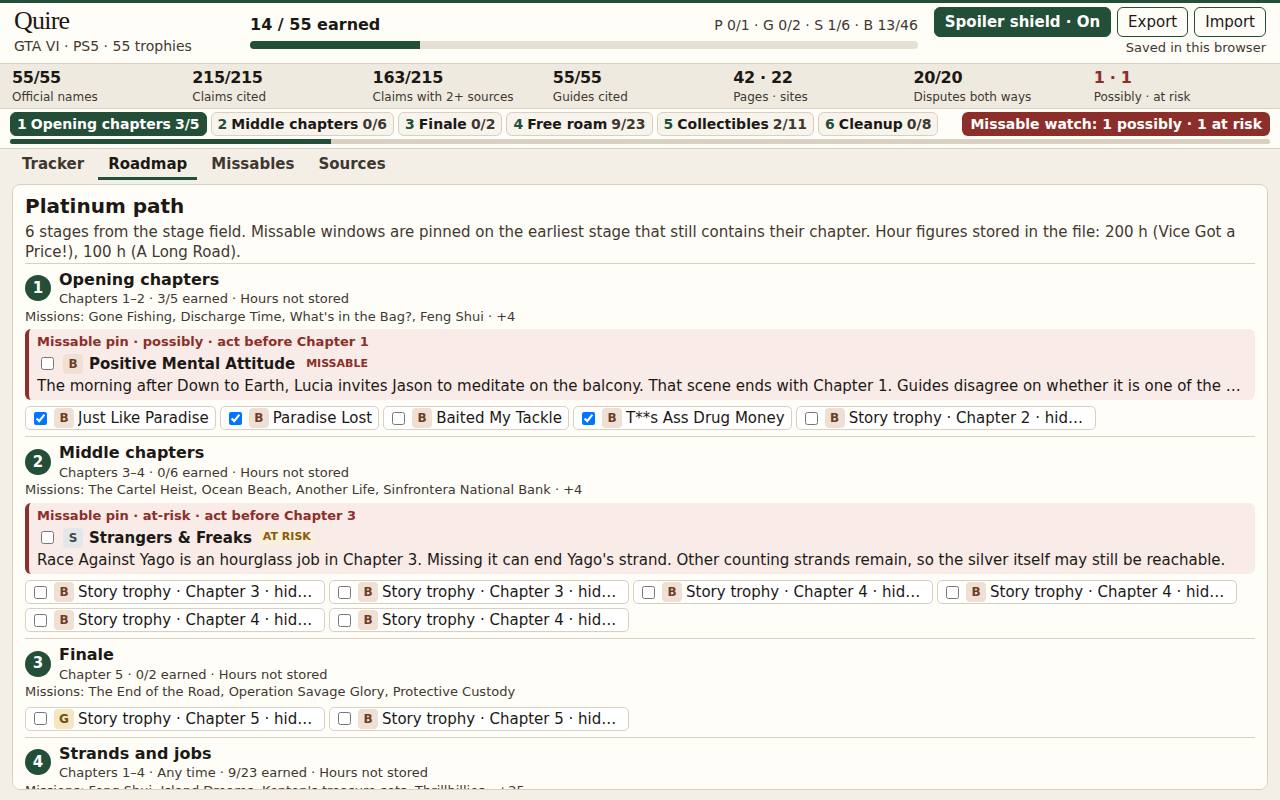 Quire
GTA VI · PS5 · 55 trophies
14 / 55 earned
P 0/1 · G 0/2 · S 1/6 · B 13/46
Spoiler shield · On
Export
Import
Saved in this browser
55/55
Official names
215/215
Claims cited
163/215
Claims with 2+ sources
55/55
Guides cited
42 · 22
Pages · sites
20/20
Disputes both ways
1 · 1
Possibly · at risk
1 Opening chapters 3/5
2 Middle chapters 0/6
3 Finale 0/2
4 Free roam 9/23
5 Collectibles 2/11
6 Cleanup 0/8
Missable watch: 1 possibly · 1 at risk
Tracker
Roadmap
Missables
Sources
Platinum path
6 stages from the stage field. Missable windows are pinned on the earliest stage that still contains their chapter. Hour figures stored in the file: 200 h (Vice Got a
Price!), 100 h (A Long Road).
1
Opening chapters
Chapters 1–2 · 3/5 earned · Hours not stored
Missions: Gone Fishing, Discharge Time, What's in the Bag?, Feng Shui · +4
Missable pin · possibly · act before Chapter 1
B Positive Mental Attitude MISSABLE
The morning after Down to Earth, Lucia invites Jason to meditate on the balcony. That scene ends with Chapter 1. Guides disagree on whether it is one of the …
B Just Like Paradise
B Paradise Lost
B Baited My Tackle
B T**s Ass Drug Money
B Story trophy · Chapter 2 · hid…
2
Middle chapters
Chapters 3–4 · 0/6 earned · Hours not stored
Missions: The Cartel Heist, Ocean Beach, Another Life, Sinfrontera National Bank · +4
Missable pin · at-risk · act before Chapter 3
S Strangers & Freaks AT RISK
Race Against Yago is an hourglass job in Chapter 3. Missing it can end Yago's strand. Other counting strands remain, so the silver itself may still be reachable.
B Story trophy · Chapter 3 · hid…
B Story trophy · Chapter 3 · hid…
B Story trophy · Chapter 4 · hid…
B Story trophy · Chapter 4 · hid…
B Story trophy · Chapter 4 · hid…
B Story trophy · Chapter 4 · hid…
3
Finale
Chapter 5 · 0/2 earned · Hours not stored
Missions: The End of the Road, Operation Savage Glory, Protective Custody
G Story trophy · Chapter 5 · hid…
B Story trophy · Chapter 5 · hid…
4
Strands and jobs
Chapters 1–4 · Any time · 9/23 earned · Hours not stored